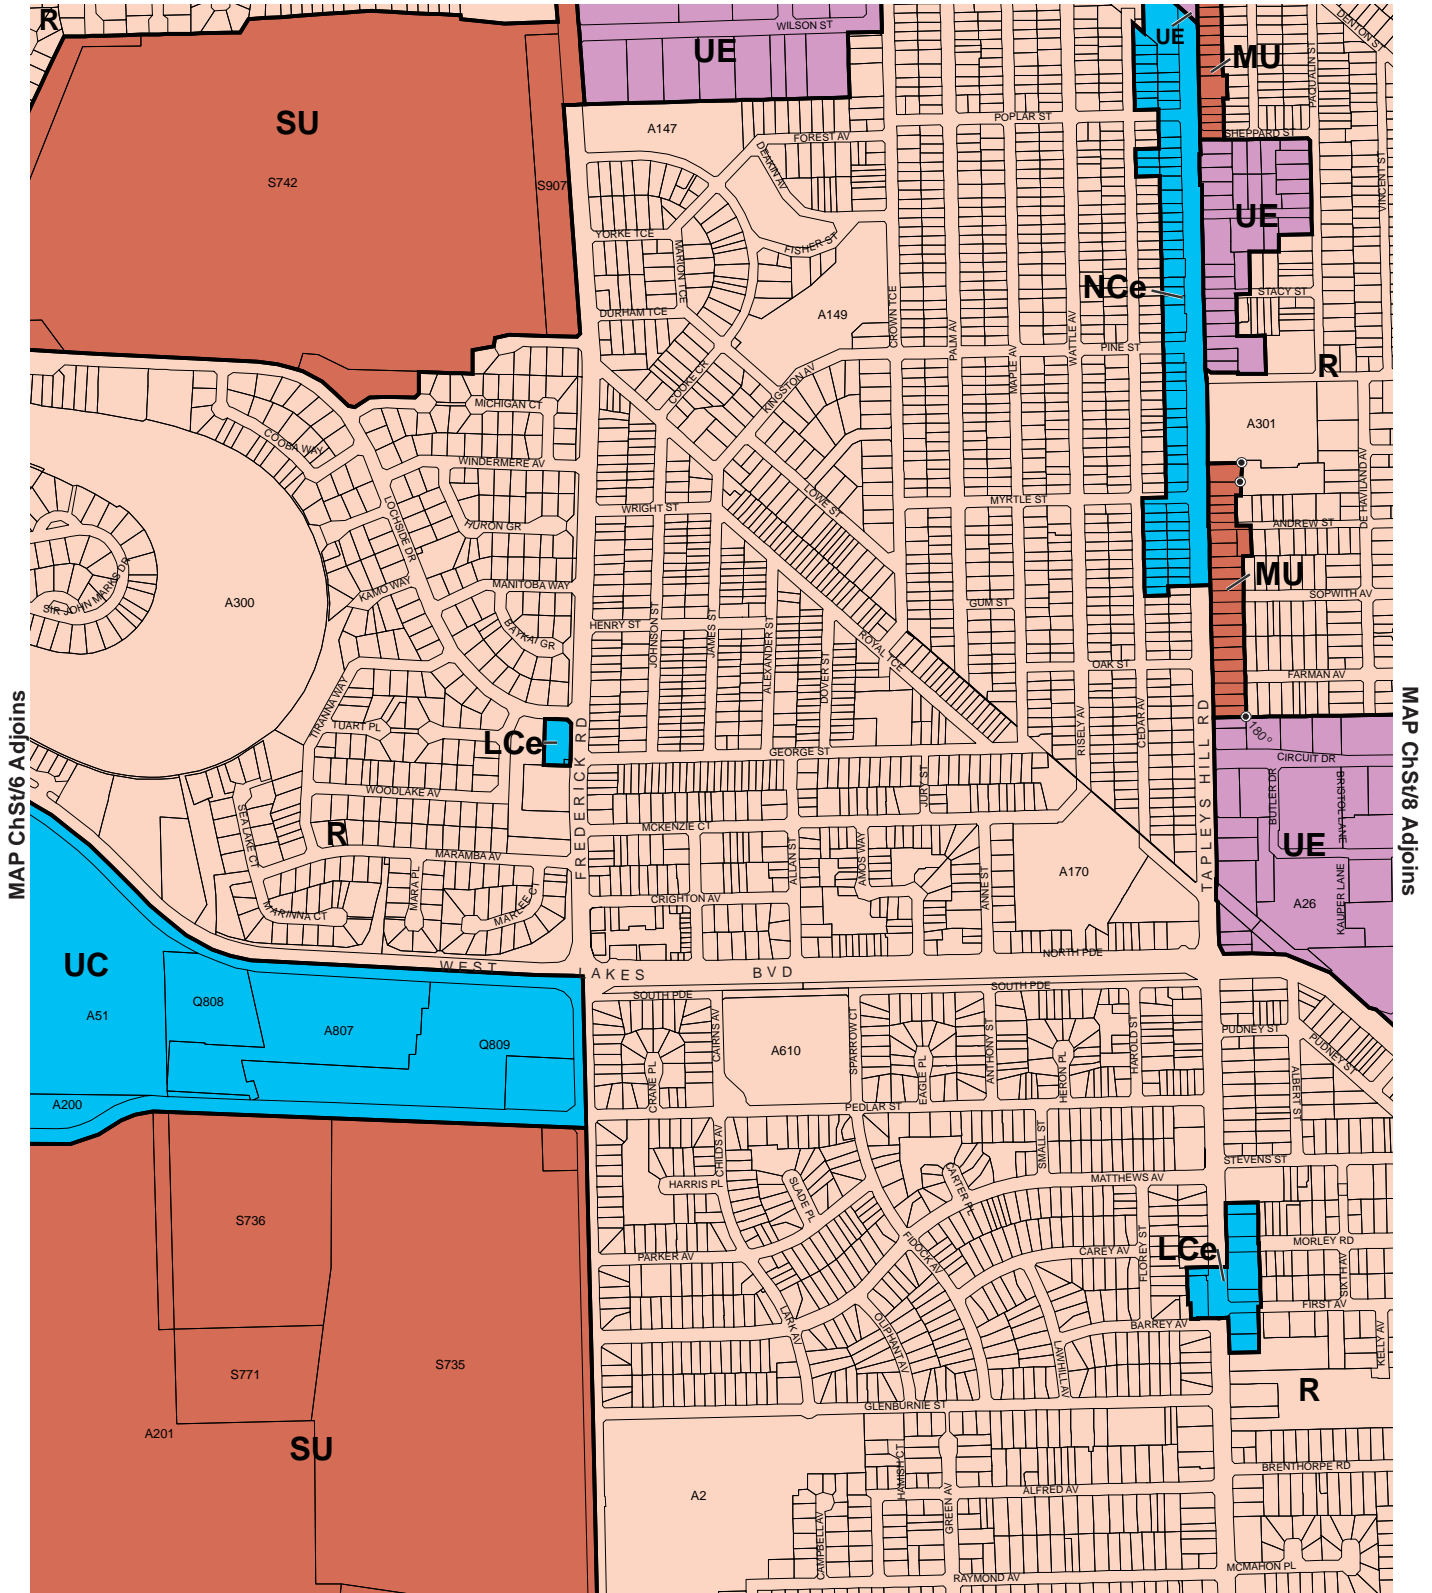 R
WILSON ST
UE
UE
MU
DENTON ST
PAQUALIN ST
SU
A147
FOREST AV
POPLAR ST
SHEPPARD ST
DEAKIN AV
S742
S907
VINCENT ST
UE
YORKE TCE
MARION TCE
FISHER ST
NCe
STACY ST
DURHAM TCE
A149
CROWN TCE
PALM AV
MAPLE AV
WATTLE AV
PINE ST
R
COOKE CR
KINGSTON AV
MICHIGAN CT
A301
COOBA WAY
WINDERMERE AV
LOWE ST
MYRTLE ST
DE HAVILAND AV
WRIGHT ST
LOCHSIDE DR
HURON GR
ANDREW ST
SIR JOHN MARKS DR
KAMO WAY
MANITOBA WAY
MU
SOPWITH AV
A300
GUM ST
BAYKAI GR
HENRY ST
JOHNSON ST
JAMES ST
ALEXANDER ST
DOVER ST
ROYAL TCE
OAK ST
FARMAN AV
MAP ChSt/6 Adjoins
MAP ChSt/8 Adjoins
TIRANNA WAY
TUART PL
LCe
FREDERICK RD
GEORGE ST
RISELY AV
CEDAR AV
TAPLEYS HILL RD
180°
CIRCUIT DR
BUTLER DR
BRISTOL LANE
WOODLAKE AV
JURY ST
SEA LAKE CT
R
MCKENZIE CT
MARAMBA AV
ALLAN ST
AMOS WAY
UE
A170
ANNE ST
MARA PL
MARLEE CT
MARINNA CT
CRIGHTON AV
A26
KAUPER LANE
NORTH PDE
UC
WEST LAKES BVD
SOUTH PDE
SOUTH PDE
Q808
A51
A807
Q809
CAIRNS AV
A610
SPARROW CT
EAGLE PL
ANTHONY ST
HERON PL
HAROLD ST
PUDNEY ST
PUDNEY ST
CRANE PL
ALBERT ST
A200
PEDLAR ST
CHILDS AV
SMALL ST
STEVENS ST
HARRIS PL
SLADE PL
CARTER PL
MATTHEWS AV
S736
PARKER AV
FIDOCK AV
CAREY AV
FLOREY ST
LCe
MORLEY RD
SIXTH AV
FIRST AV
LARK AV
OLIPHANT AV
BARREY AV
KELLY AV
LAWHILL AV
S771
S735
R
GLENBURNIE ST
A201
SU
HAMISH CT
GREEN AV
BRENTHORPE RD
A2
ALFRED AV
CAMPBELL AV
MCMAHON PL
RAYMOND AV